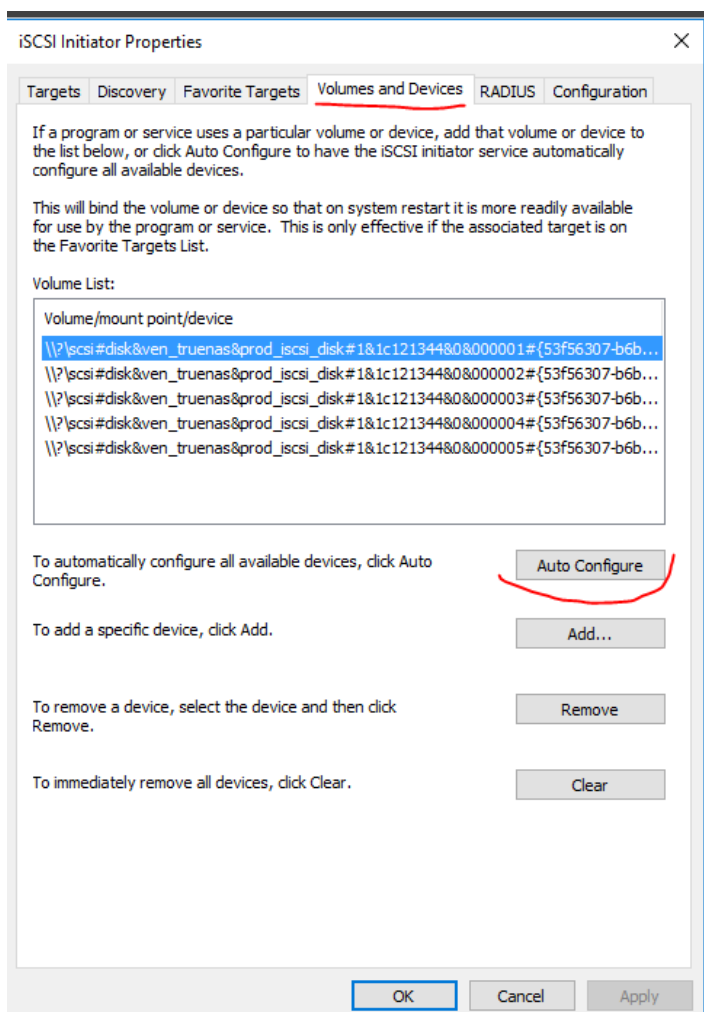 iSCSI Initiator Properties
Targets Discovery Favorite Targets Volumes and Devices RADIUS Configuration
If a program or service uses a particular volume or device, add that volume or device to
the list below, or click Auto Configure to have the iSCSI initiator service automatically
configure all available devices.
This will bind the volume or device so that on system restart it is more readily available
for use by the program or service.  This is only effective if the associated target is on
the Favorite Targets List.
Volume List:
Volume/mount point/device
\\?\scsi#disk&ven_truenas&prod_iscsi_disk#1&1c121344&0&000001#{53f56307-b6b...
\\?\scsi#disk&ven_truenas&prod_iscsi_disk#1&1c121344&0&000002#{53f56307-b6b...
\\?\scsi#disk&ven_truenas&prod_iscsi_disk#1&1c121344&0&000003#{53f56307-b6b...
\\?\scsi#disk&ven_truenas&prod_iscsi_disk#1&1c121344&0&000004#{53f56307-b6b...
\\?\scsi#disk&ven_truenas&prod_iscsi_disk#1&1c121344&0&000005#{53f56307-b6b...
To automatically configure all available devices, click Auto
Configure.
Auto Configure
To add a specific device, click Add.
Add...
To remove a device, select the device and then click
Remove.
Remove
To immediately remove all devices, click Clear.
Clear
OK Cancel Apply